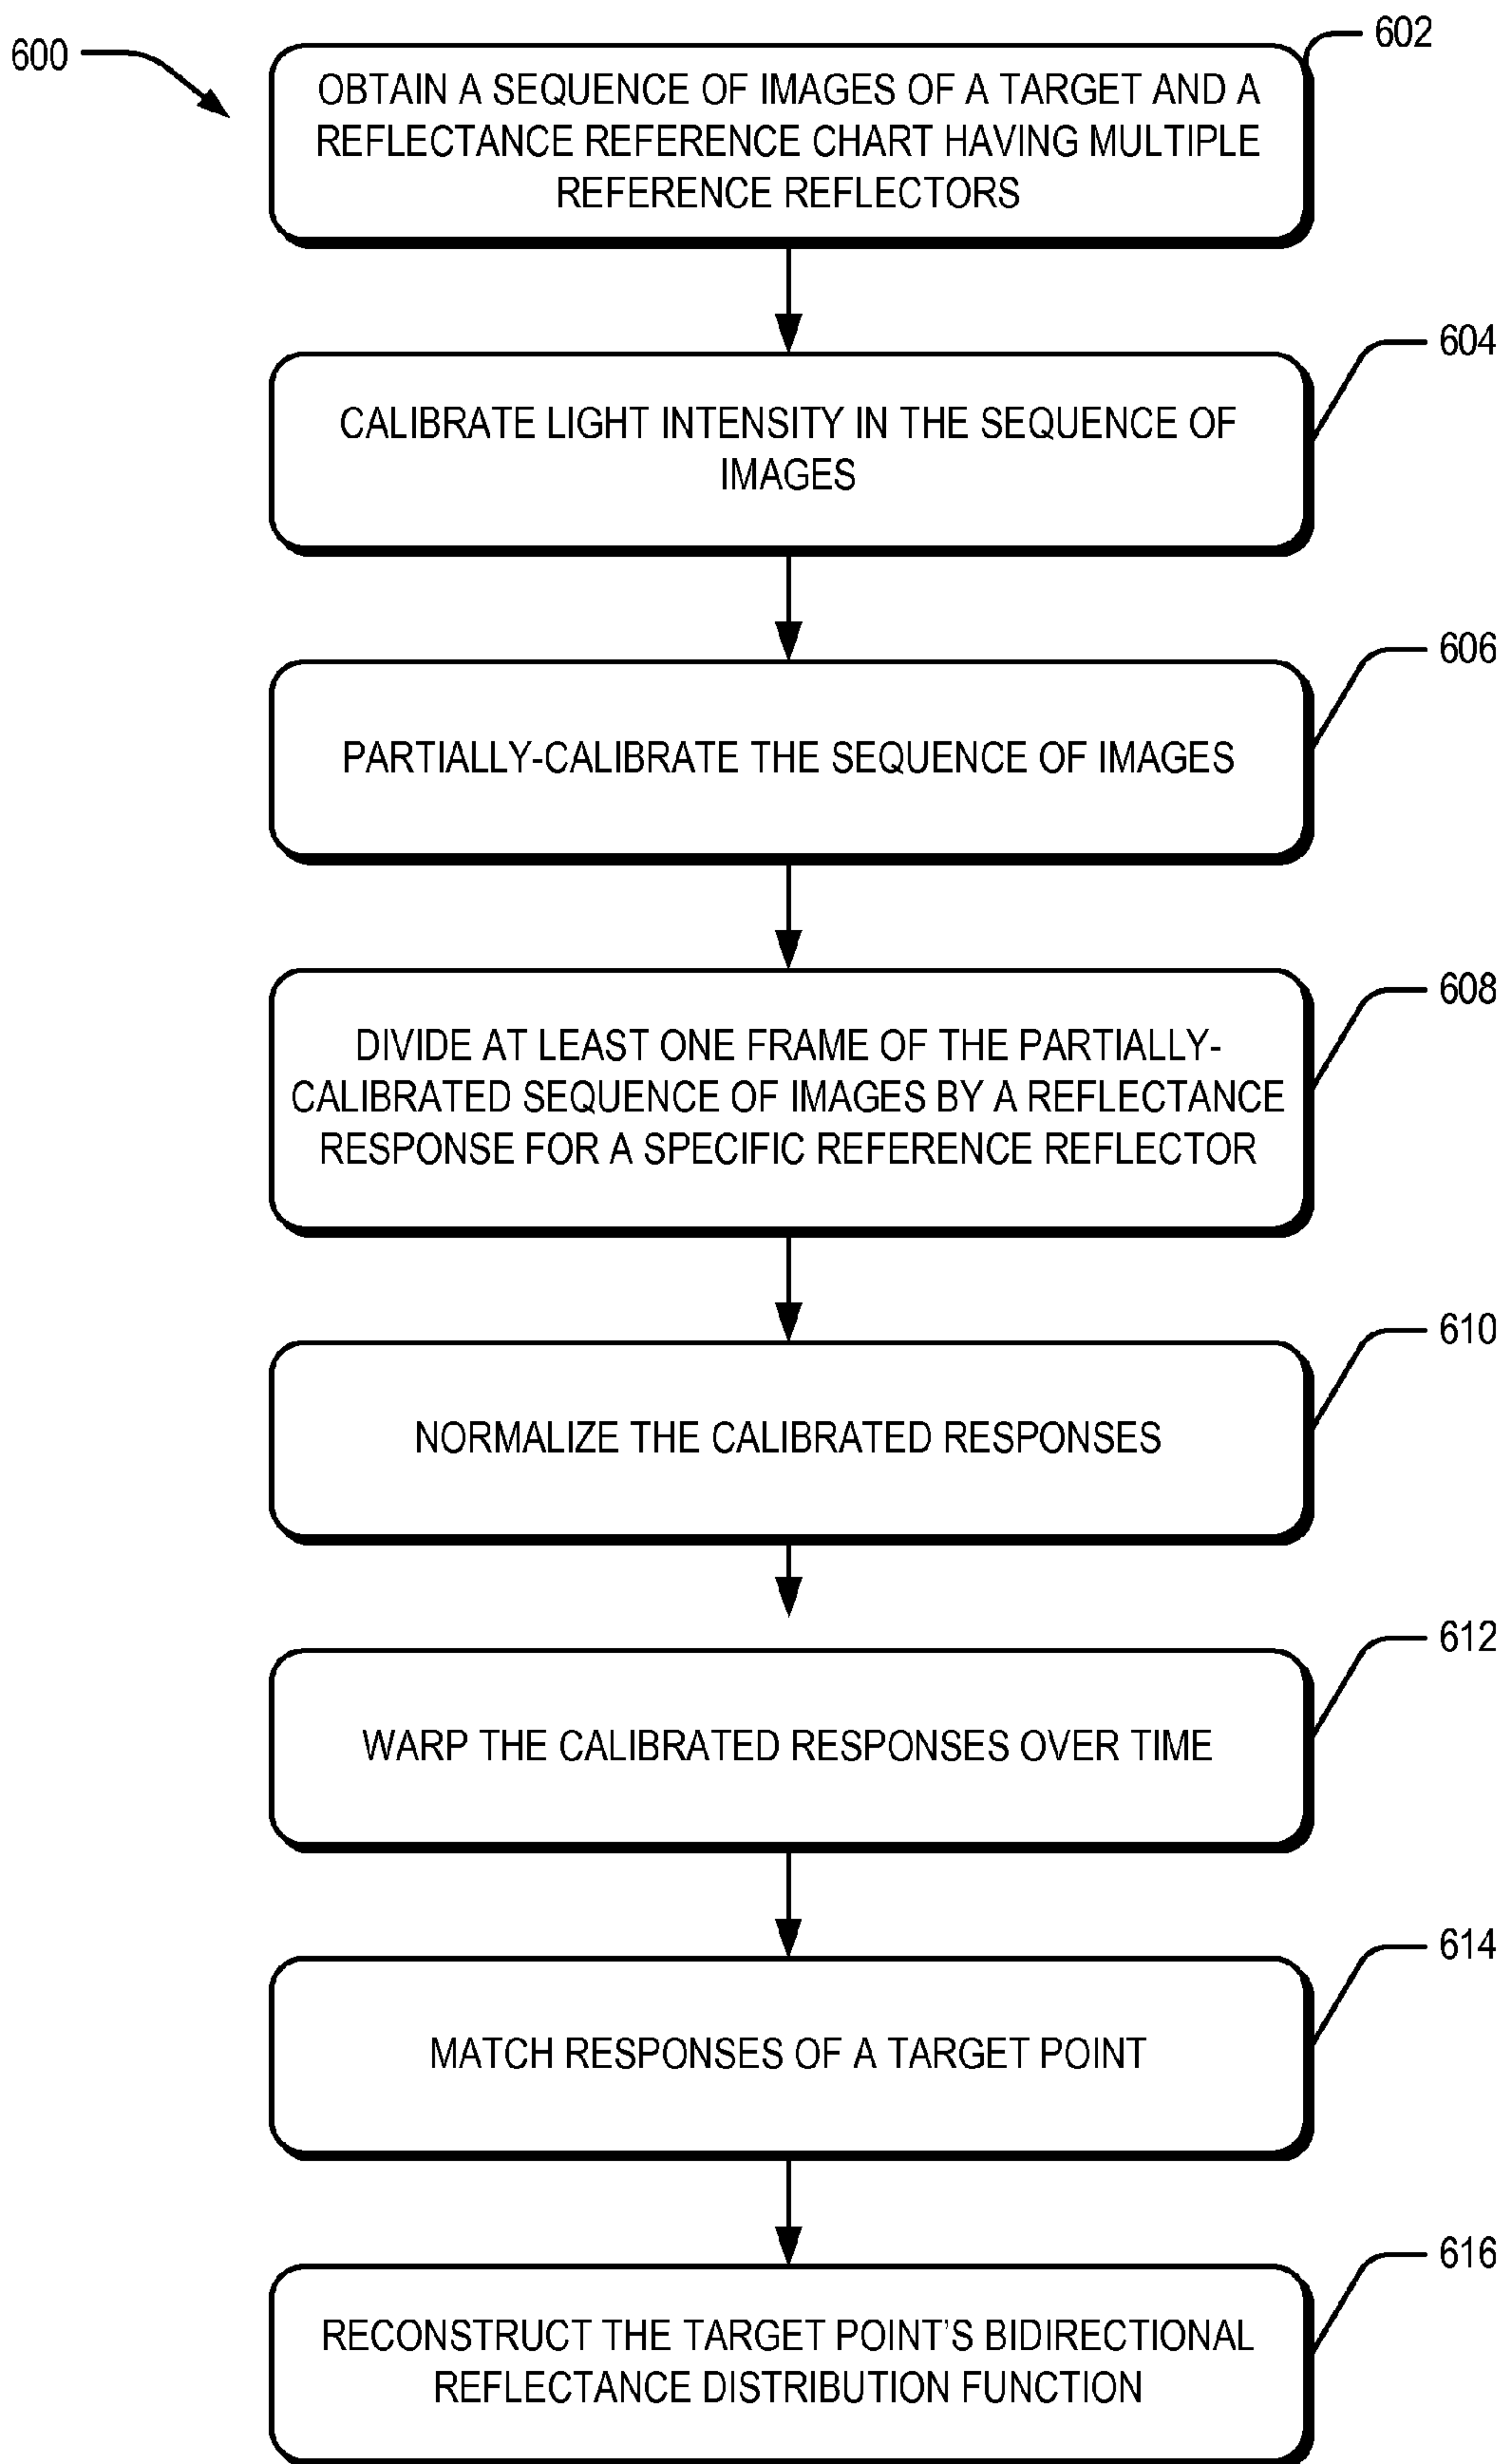 600
602
OBTAIN A SEQUENCE OF IMAGES OF A TARGET AND A
REFLECTANCE REFERENCE CHART HAVING MULTIPLE
REFERENCE REFLECTORS
604
CALIBRATE LIGHT INTENSITY IN THE SEQUENCE OF
IMAGES
606
PARTIALLY-CALIBRATE THE SEQUENCE OF IMAGES
608
DIVIDE AT LEAST ONE FRAME OF THE PARTIALLY-
CALIBRATED SEQUENCE OF IMAGES BY A REFLECTANCE
RESPONSE FOR A SPECIFIC REFERENCE REFLECTOR
610
NORMALIZE THE CALIBRATED RESPONSES
612
WARP THE CALIBRATED RESPONSES OVER TIME
614
MATCH RESPONSES OF A TARGET POINT
616
RECONSTRUCT THE TARGET POINT'S BIDIRECTIONAL
REFLECTANCE DISTRIBUTION FUNCTION